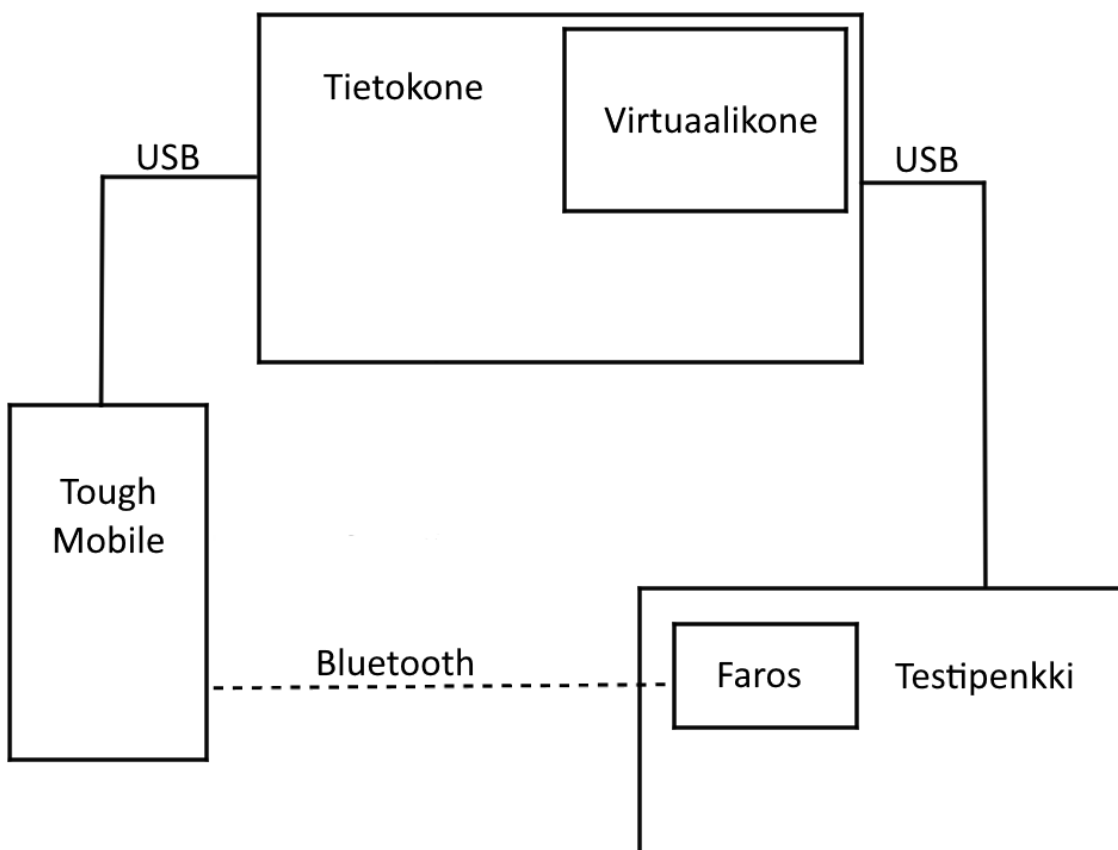 Tietokone
Virtuaalikone
USB
USB
Tough
Mobile
Bluetooth
Faros
Testipenkki